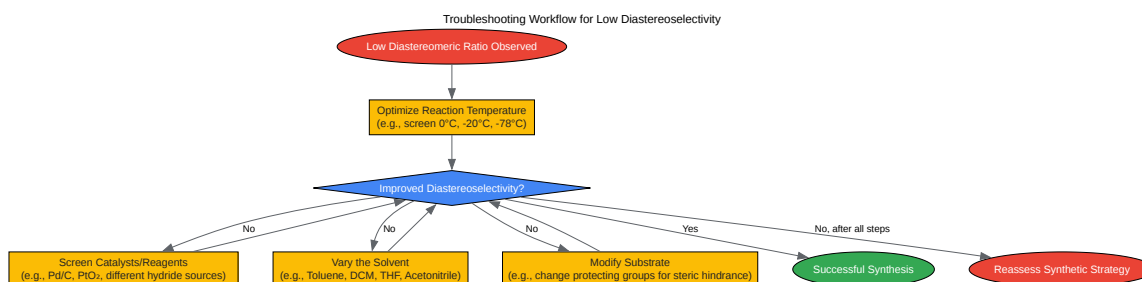 Troubleshooting Workflow for Low Diastereoselectivity
Low Diastereomeric Ratio Observed
Optimize Reaction Temperature
(e.g., screen 0°C, -20°C, -78°C)
Improved Diastereoselectivity?
No
No
No
Yes
No, after all steps
Screen Catalysts/Reagents
(e.g., Pd/C, PtO₂, different hydride sources)
Vary the Solvent
(e.g., Toluene, DCM, THF, Acetonitrile)
Modify Substrate
(e.g., change protecting groups for steric hindrance)
Successful Synthesis
Reassess Synthetic Strategy